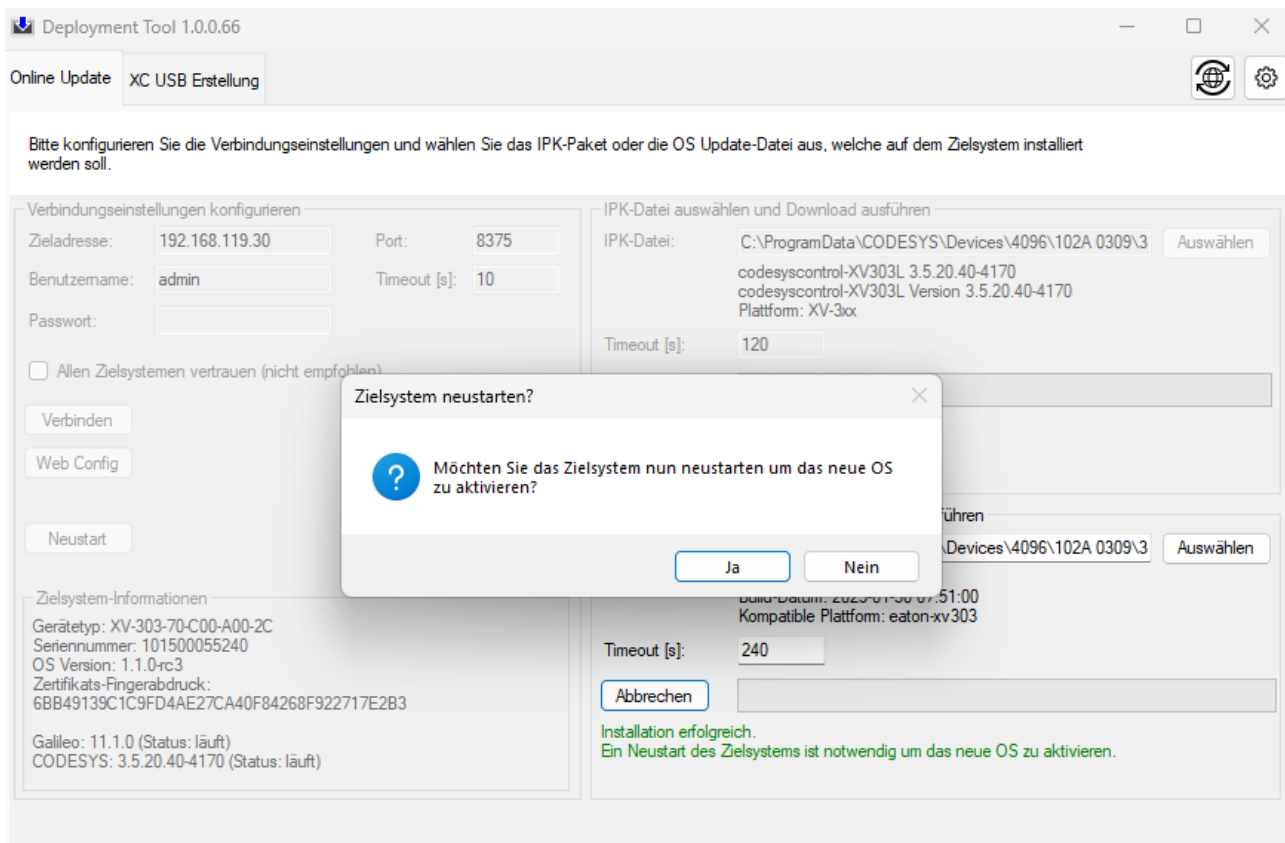 Deployment Tool 1.0.0.66
Online Update
XC USB Erstellung
Bitte konfigurieren Sie die Verbindungseinstellungen und wählen Sie das IPK-Paket oder die OS Update-Datei aus, welche auf dem Zielsystem installiert
werden soll.
Verbindungseinstellungen konfigurieren
Zieladresse: 192.168.119.30 Port: 8375
Benutzername: admin Timeout [s]: 10
Passwort:
Allen Zielsystemen vertrauen (nicht empfohlen)
Verbinden
Web Config
Neustart
Zielsystem-Informationen
Gerätetyp: XV-303-70-C00-A00-2C
Seriennummer: 101500055240
OS Version: 1.1.0-rc3
Zertifikats-Fingerabdruck:
6BB49139C1C9FD4AE27CA40F84268F922717E2B3
Galileo: 11.1.0 (Status: läuft)
CODESYS: 3.5.20.40-4170 (Status: läuft)
IPK-Datei auswählen und Download ausführen
IPK-Datei: C:\ProgramData\CODESYS\Devices\4096\102A 0309\3 Auswählen
codesyscontrol-XV303L 3.5.20.40-4170
codesyscontrol-XV303L Version 3.5.20.40-4170
Plattform: XV-3xx
Timeout [s]: 120
Zielsystem neustarten?
Möchten Sie das Zielsystem nun neustarten um das neue OS
zu aktivieren?
Ja Nein
führen
\Devices\4096\102A 0309\3 Auswählen
Kompatible Plattform: eaton-xv303
Timeout [s]: 240
Abbrechen
Installation erfolgreich.
Ein Neustart des Zielsystems ist notwendig um das neue OS zu aktivieren.